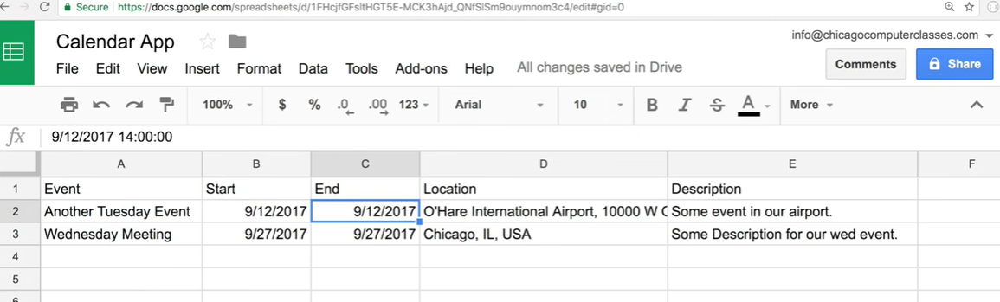 Secure https://docs.google.com/spreadsheets/d/1FHcjfGFsltHGT5E-MCK3hAjd_QNfSlSm9ouymnom3c4/edit#gid=0
Calendar App
info@chicagocomputerclasses.com
File Edit View Insert Format Data Tools Add-ons Help All changes saved in Drive
Comments Share
100% $ % .0 .00 123 Arial 10 B I S A More
fx 9/12/2017 14:00:00
A B C D E F
1 Event Start End Location Description
2 Another Tuesday Event 9/12/2017 9/12/2017 O'Hare International Airport, 10000 W Some event in our airport.
3 Wednesday Meeting 9/27/2017 9/27/2017 Chicago, IL, USA Some Description for our wed event.
4
5
6